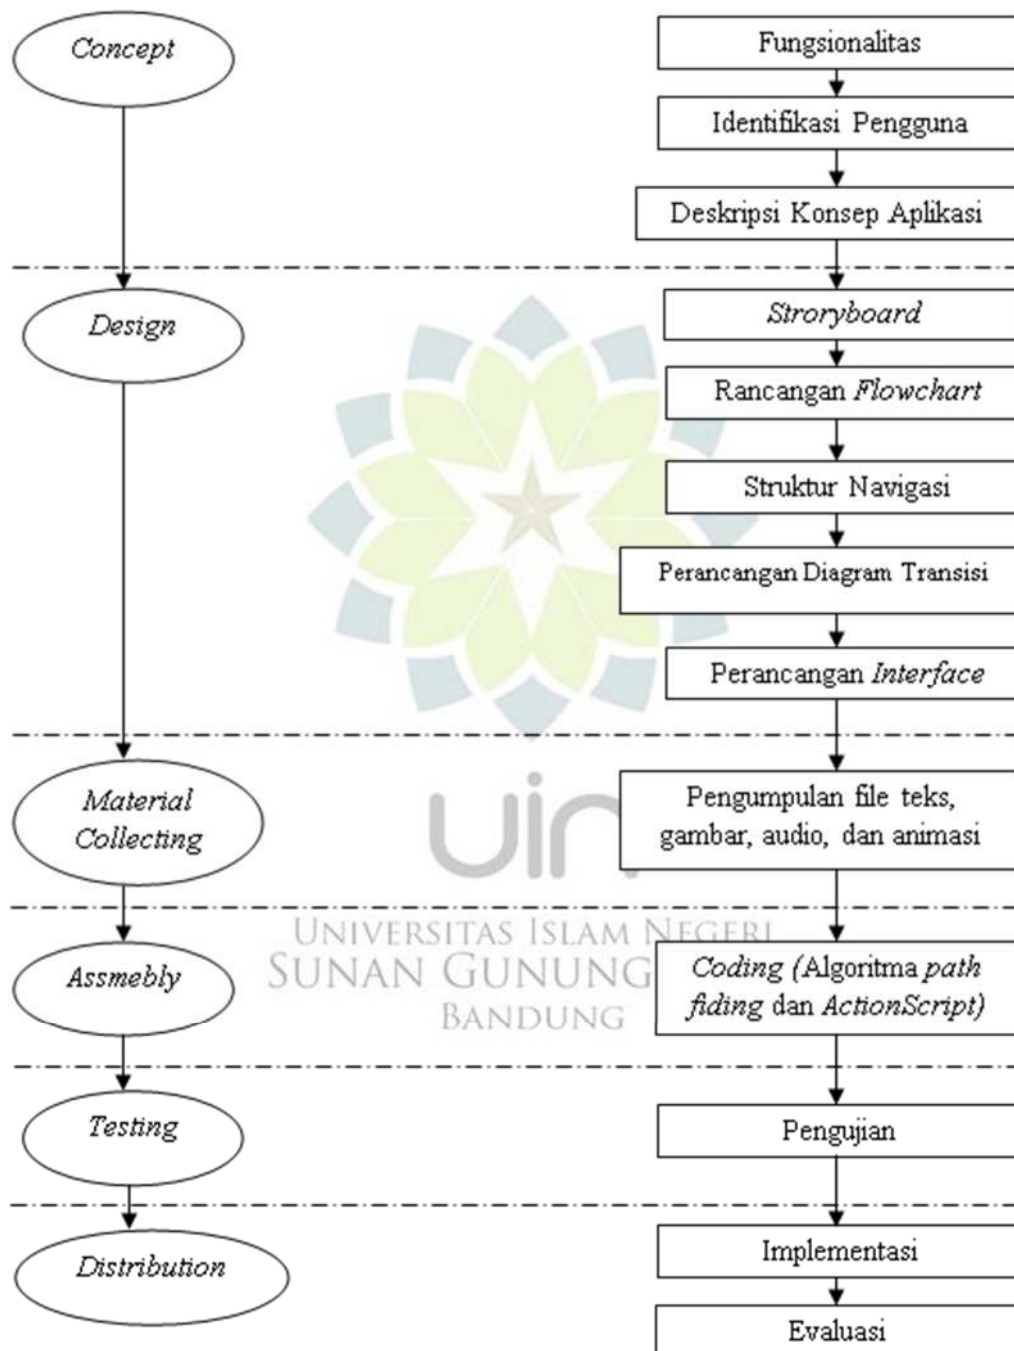 Concept
Fungsionalitas
Identifikasi Pengguna
Deskripsi Konsep Aplikasi
Design
Stroryboard
Rancangan Flowchart
Struktur Navigasi
Perancangan Diagram Transisi
Perancangan Interface
Material
Collecting
Pengumpulan file teks,
gambar, audio, dan animasi
uin
UNIVERSITAS ISLAM NEGERI
SUNAN GUNUNG
BANDUNG
Assmebly
Coding (Algoritma path
fiding dan ActionScript)
Testing
Pengujian
Distribution
Implementasi
Evaluasi